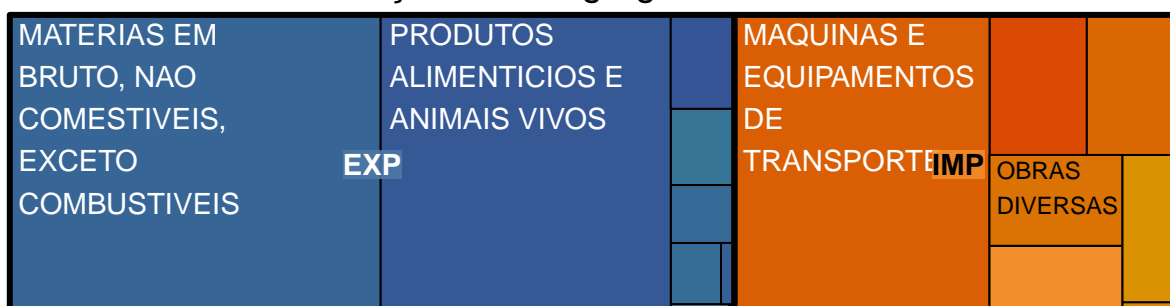 MATERIAS EM
BRUTO, NAO
COMESTIVEIS,
EXCETO
COMBUSTIVEIS
EXP
PRODUTOS
ALIMENTICIOS E
ANIMAIS VIVOS
MAQUINAS E
EQUIPAMENTOS
DE
TRANSPORTE
IMP
OBRAS
DIVERSAS